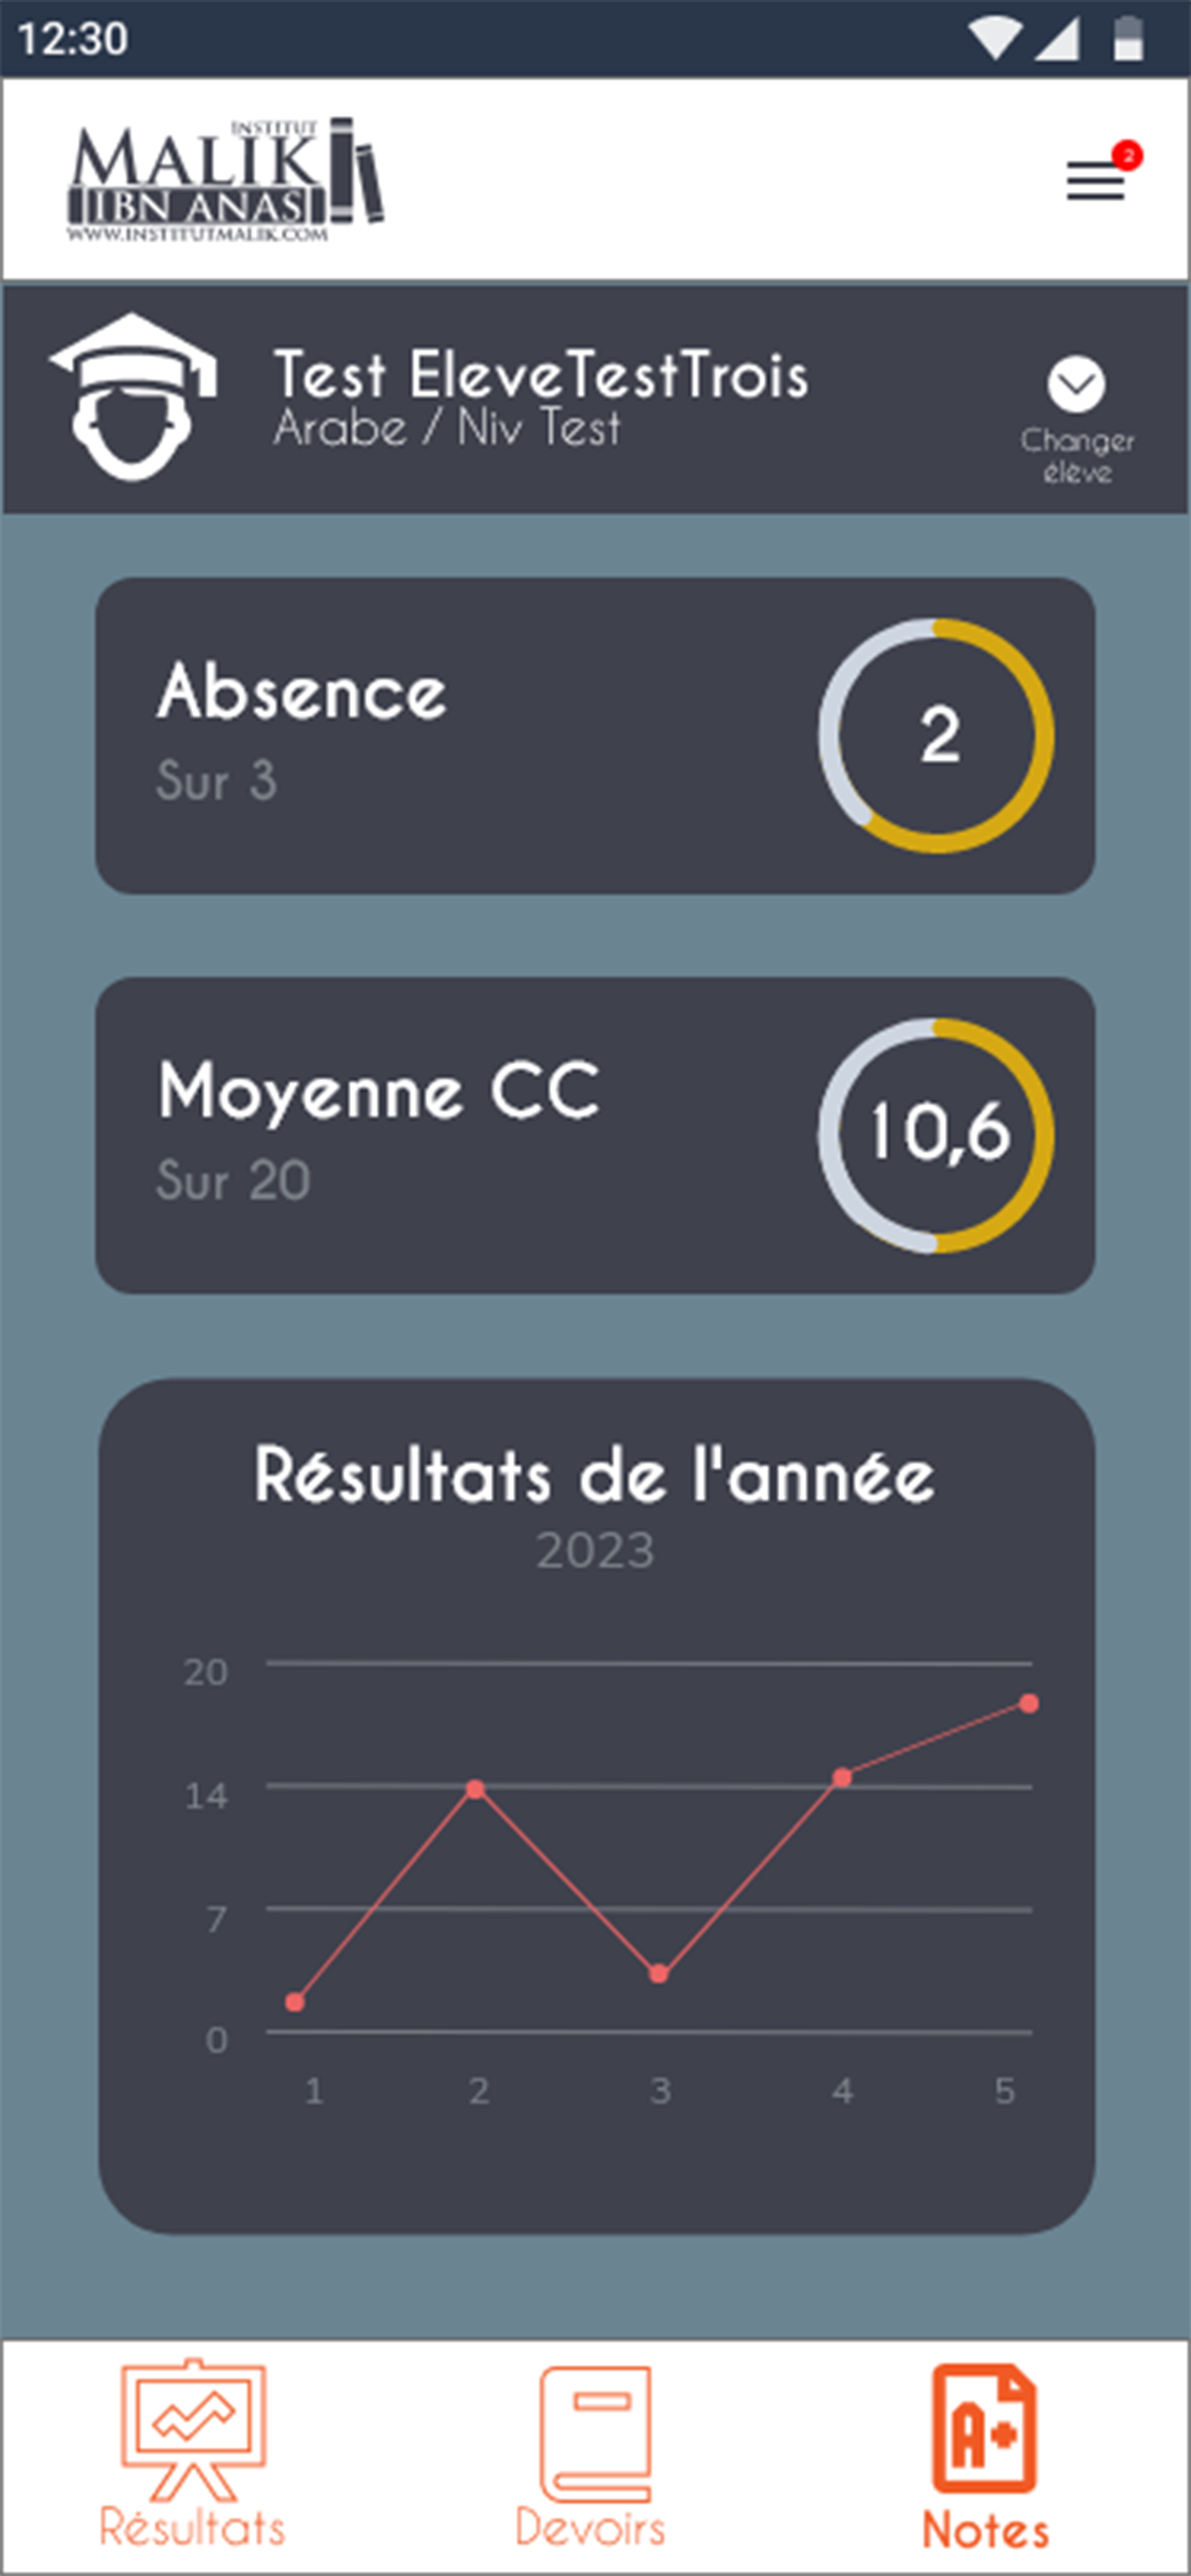 12:30
INSTITUT
MALIK
IBN ANAS
WWW.INSTITUTMALIK.COM
2
Test EleveTestTrois
Arabe / Niv Test
Changer
élève
Absence
Sur 3
2
Moyenne CC
Sur 20
10,6
Résultats de l'année
2023
20
14
7
0
1 2 3 4 5
A+
Résultats Devoirs Notes